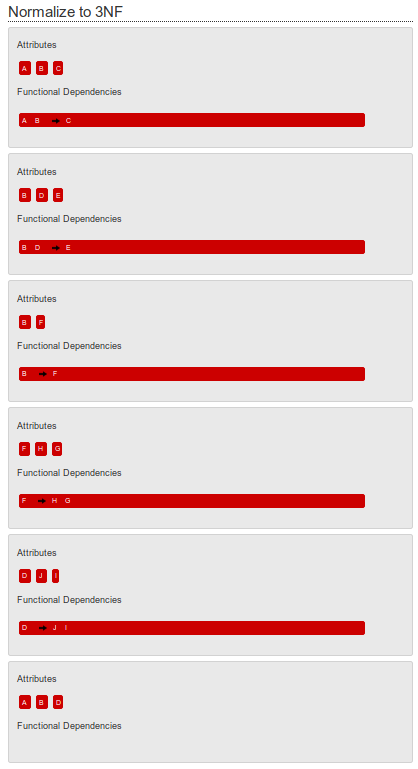 Normalize to 3NF
Attributes
A B C
Functional Dependencies
A B ➡ C
Attributes
B D E
Functional Dependencies
B D ➡ E
Attributes
B F
Functional Dependencies
B ➡ F
Attributes
F H G
Functional Dependencies
F ➡ H G
Attributes
D J I
Functional Dependencies
D ➡ J I
Attributes
A B D
Functional Dependencies